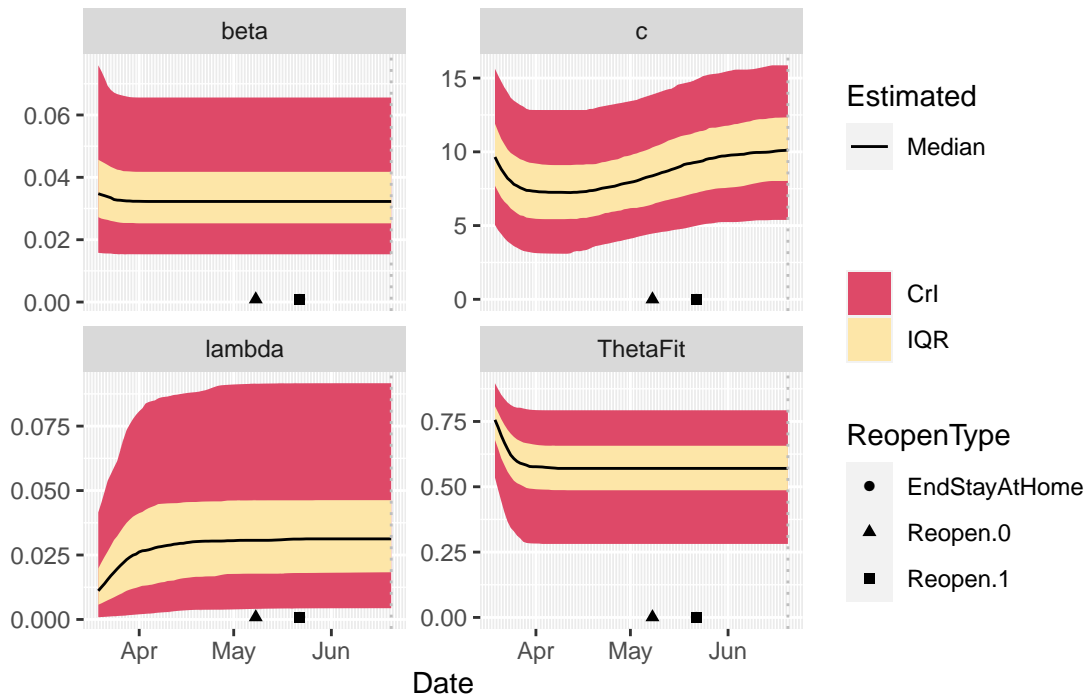 beta
c
0.06
0.04
0.02
0.00
15
10
5
0
lambda
ThetaFit
0.075
0.050
0.025
0.000
0.75
0.50
0.25
0.00
Apr May Jun
Apr May Jun
Date
Estimated
Median
CrI
IQR
ReopenType
EndStayAtHome
Reopen.0
Reopen.1